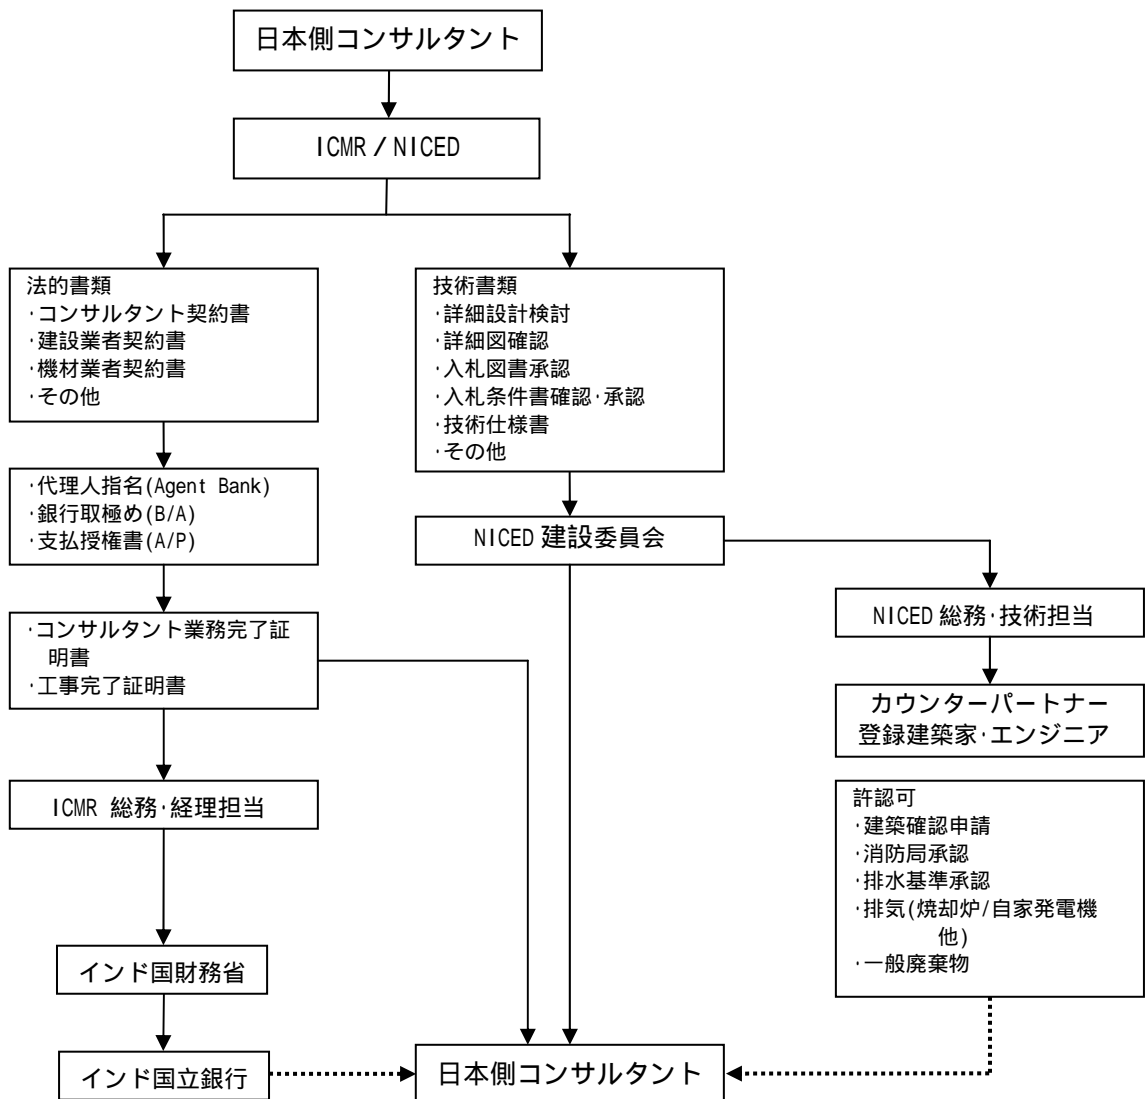 日本側コンサルタント
ICMR / NICED
法的書類
·コンサルタント契約書
·建設業者契約書
·機材業者契約書
·その他
技術書類
·詳細設計検討
·詳細図確認
·入札図書承認
·入札条件書確認·承認
·技術仕様書
·その他
·代理人指名(Agent Bank)
·銀行取極め(B/A)
·支払授権書(A/P)
NICED 建設委員会
NICED 総務·技術担当
·コンサルタント業務完了証
明書
·工事完了証明書
カウンターパートナー
登録建築家·エンジニア
ICMR 総務·経理担当
許認可
·建築確認申請
·消防局承認
·排水基準承認
·排気(焼却炉/自家発電機
他)
·一般廃棄物
インド国財務省
インド国立銀行
日本側コンサルタント